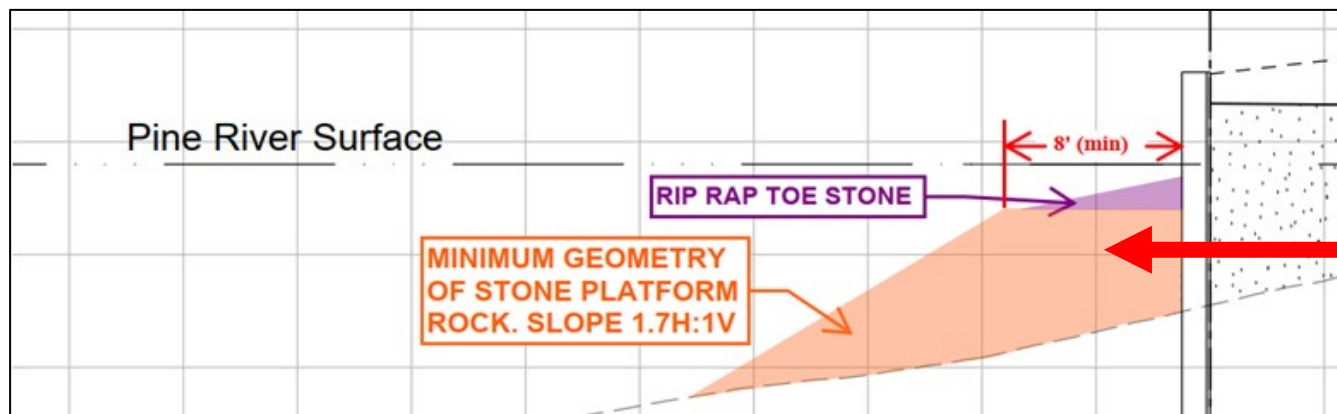 Pine River Surface
8' (min)
RIP RAP TOE STONE
MINIMUM GEOMETRY
OF STONE PLATFORM
ROCK. SLOPE 1.7H:1V